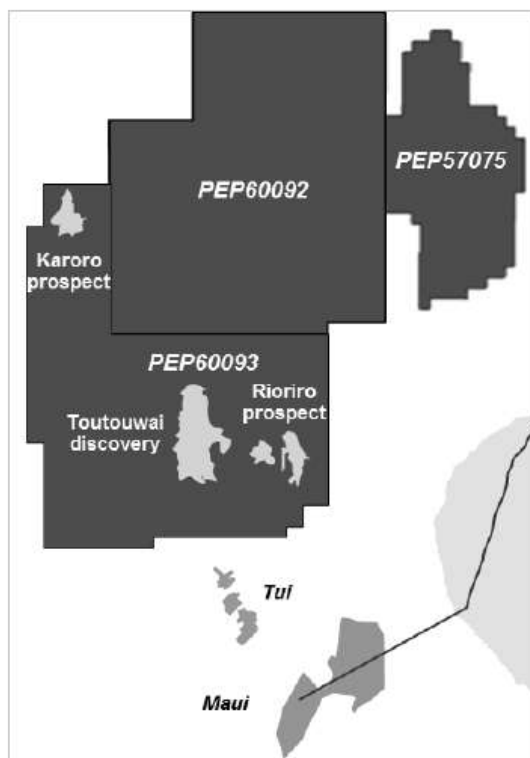 PEP57075
PEP60092
Karoro
prospect
PEP60093
Rioriro
prospect
Toutouwai
discovery
Tui
Maui